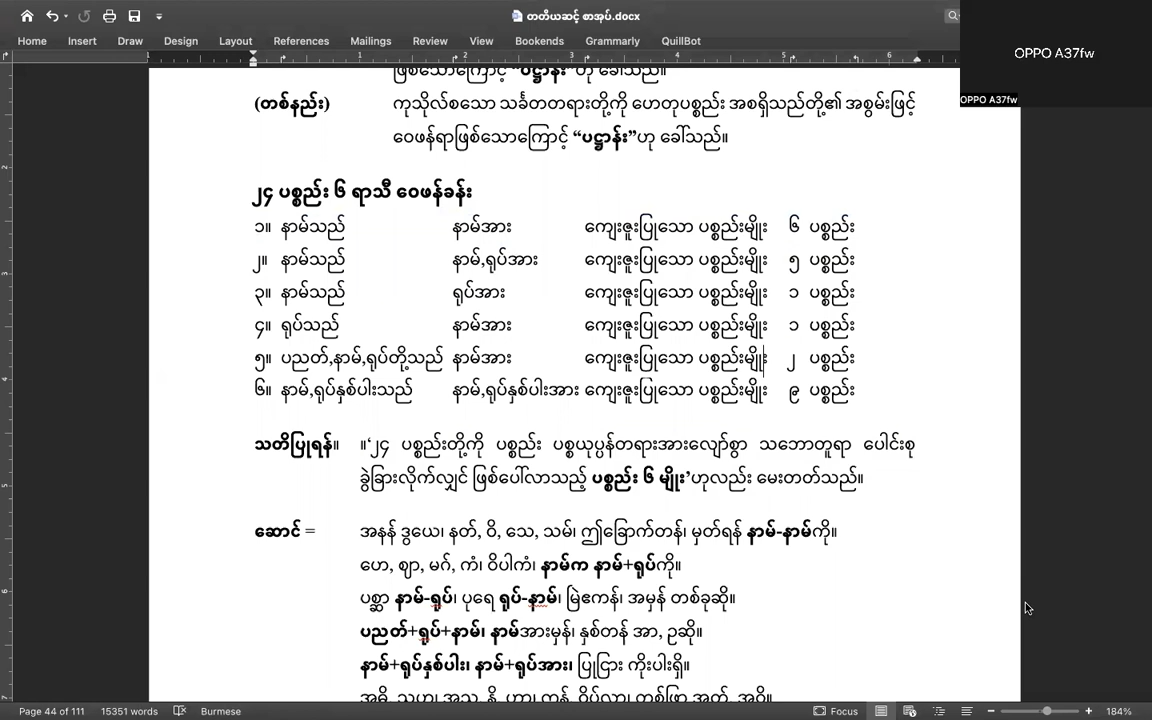 တတိယဆင့် စာအုပ်.docx
OPPO A37fw
Home Insert Draw Design Layout References Mailings Review View Bookends Grammarly QuillBot
OPPO A37fw
ဖြစ်သောကြောင့် “ပဋ္ဌာန်း”ဟု ခေါ်သည်။
(တစ်နည်း) ကုသိုလ်စသော သင်္ခတတရားတို့ကို ဟေတုပစ္စည်း အစရှိသည်တို့၏ အစွမ်းဖြင့်
ဝေဖန်ရာဖြစ်သောကြောင့် “ပဋ္ဌာန်း”ဟု ခေါ်သည်။
၂၄ ပစ္စည်း ၆ ရာသီ ဝေဖန်ခန်း
၁။ နာမ်သည် နာမ်အား ကျေးဇူးပြုသော ပစ္စည်းမျိုး ၆ ပစ္စည်း
၂။ နာမ်သည် နာမ်,ရုပ်အား ကျေးဇူးပြုသော ပစ္စည်းမျိုး ၅ ပစ္စည်း
၃။ နာမ်သည် ရုပ်အား ကျေးဇူးပြုသော ပစ္စည်းမျိုး ၁ ပစ္စည်း
၄။ ရုပ်သည် နာမ်အား ကျေးဇူးပြုသော ပစ္စည်းမျိုး ၁ ပစ္စည်း
၅။ ပညတ်,နာမ်,ရုပ်တို့သည် နာမ်အား ကျေးဇူးပြုသော ပစ္စည်းမျိုး ၂ ပစ္စည်း
၆။ နာမ်,ရုပ်နှစ်ပါးသည် နာမ်,ရုပ်နှစ်ပါးအား ကျေးဇူးပြုသော ပစ္စည်းမျိုး ၉ ပစ္စည်း
သတိပြုရန်။ ။‘၂၄ ပစ္စည်းတို့ကို ပစ္စည်း ပစ္စယုပ္ပန်တရားအားလျော်စွာ သဘောတူရာ ပေါင်းစု
ခွဲခြားလိုက်လျှင် ဖြစ်ပေါ်လာသည့် ပစ္စည်း ၆ မျိုး’ဟုလည်း မေးတတ်သည်။
ဆောင် = အနန် ဒွယေ၊ နတ်, ဝိ, သေ, သမ်၊ ဤခြောက်တန်၊ မှတ်ရန် နာမ်-နာမ်ကို။
ဟေ, ဈာ, မဂ်, ကံ၊ ဝိပါကံ၊ နာမ်က နာမ်+ရုပ်ကို။
ပစ္ဆာ နာမ်-ရုပ်၊ ပုရေ ရုပ်-နာမ်၊ မြဲဧကန်၊ အမှန် တစ်ခုဆို။
ပညတ်+ရုပ်+နာမ်၊ နာမ်အားမှန်၊ နှစ်တန် အာ, ဥဆို။
နာမ်+ရုပ်နှစ်ပါး၊ နာမ်+ရုပ်အား၊ ပြုငြား ကိုးပါးရှိ။
Page 44 of 111 15351 words Burmese Focus 184%